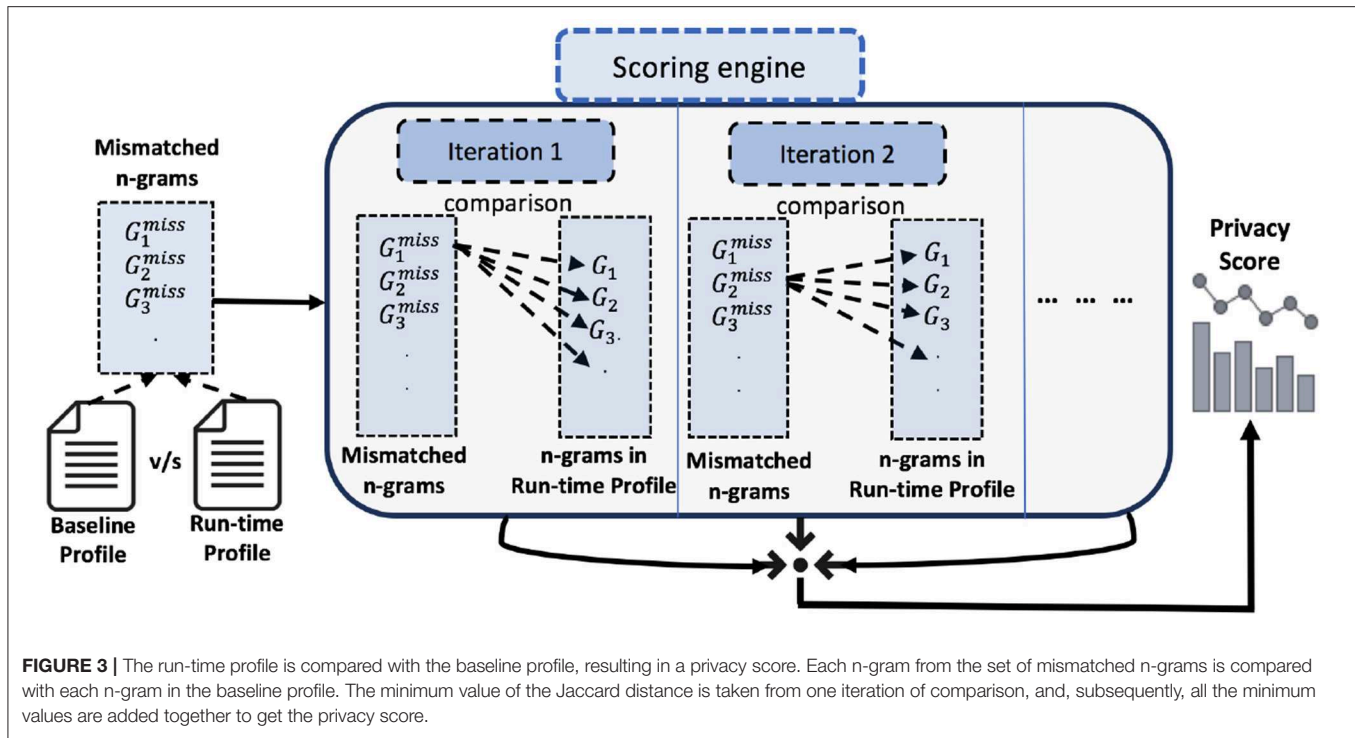 Scoring engine
Mismatched
n-grams
G_1^{miss}
G_2^{miss}
G_3^{miss}
.
Baseline
Profile
v/s
Run-time
Profile
Iteration 1
comparison
G_1^{miss}
G_2^{miss}
G_3^{miss}
.
.
Mismatched
n-grams
G_1
G_2
G_3.
.
n-grams in
Run-time Profile
Iteration 2
comparison
G_1^{miss}
G_2^{miss}
G_3^{miss}
.
.
Mismatched
n-grams
G_1
G_2
G_3
.
.
n-grams in
Run-time Profile
... ... ...
Privacy
Score
FIGURE 3 | The run-time profile is compared with the baseline profile, resulting in a privacy score. Each n-gram from the set of mismatched n-grams is compared
with each n-gram in the baseline profile. The minimum value of the Jaccard distance is taken from one iteration of comparison, and, subsequently, all the minimum
values are added together to get the privacy score.